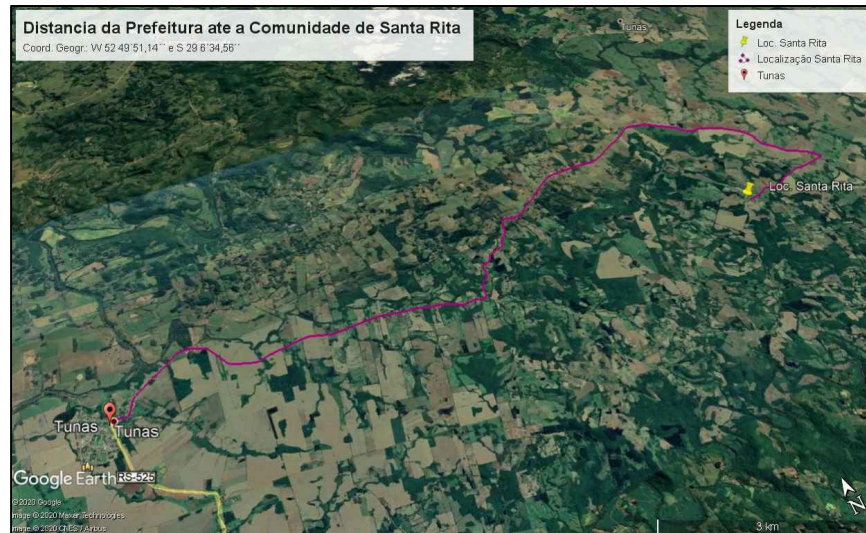 Distancia da Prefeitura ate a Comunidade de Santa Rita
Coord. Geogr.: W 52 49´51,14´´ e S 29 6´34,56´´
Tunas
Legenda
Loc. Santa Rita
Localização Santa Rita
Tunas
Loc. Santa Rita
Tunas
Tunas
Google Earth
RS-525
© 2020 Google
Image © 2020 Maxar Technologies
Image © 2020 CNES / Airbus
N
3 km